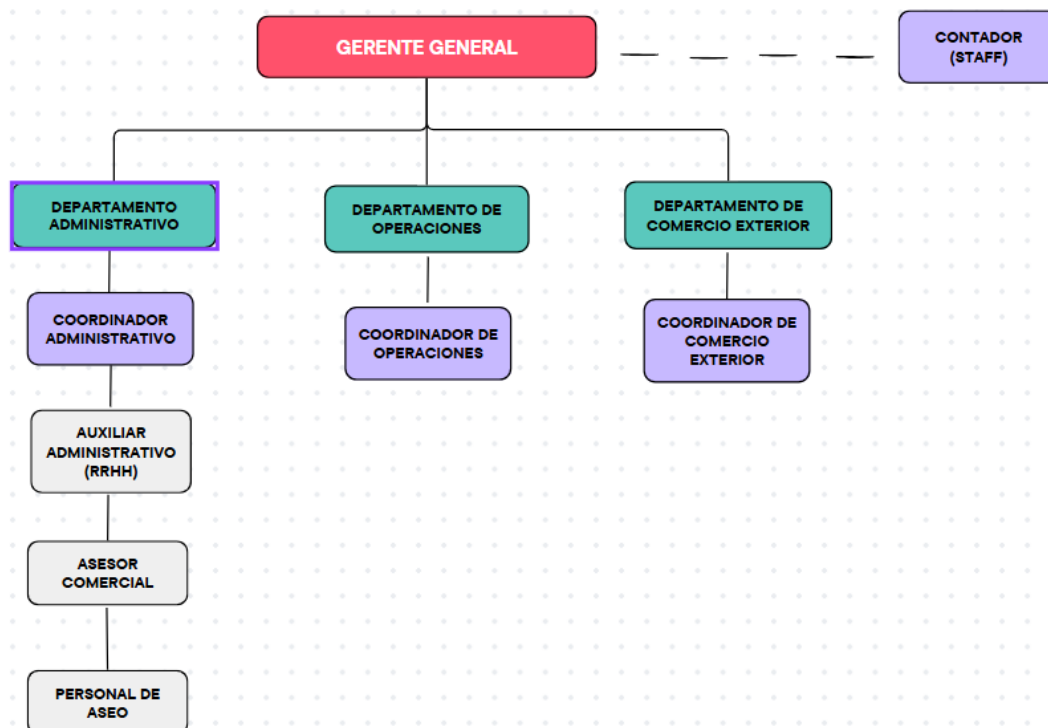 GERENTE GENERAL
CONTADOR
(STAFF)
DEPARTAMENTO
ADMINISTRATIVO
DEPARTAMENTO DE
OPERACIONES
DEPARTAMENTO DE
COMERCIO EXTERIOR
COORDINADOR
ADMINISTRATIVO
COORDINADOR DE
OPERACIONES
COORDINADOR DE
COMERCIO
EXTERIOR
AUXILIAR
ADMINISTRATIVO
(RRHH)
ASESOR
COMERCIAL
PERSONAL DE
ASEO